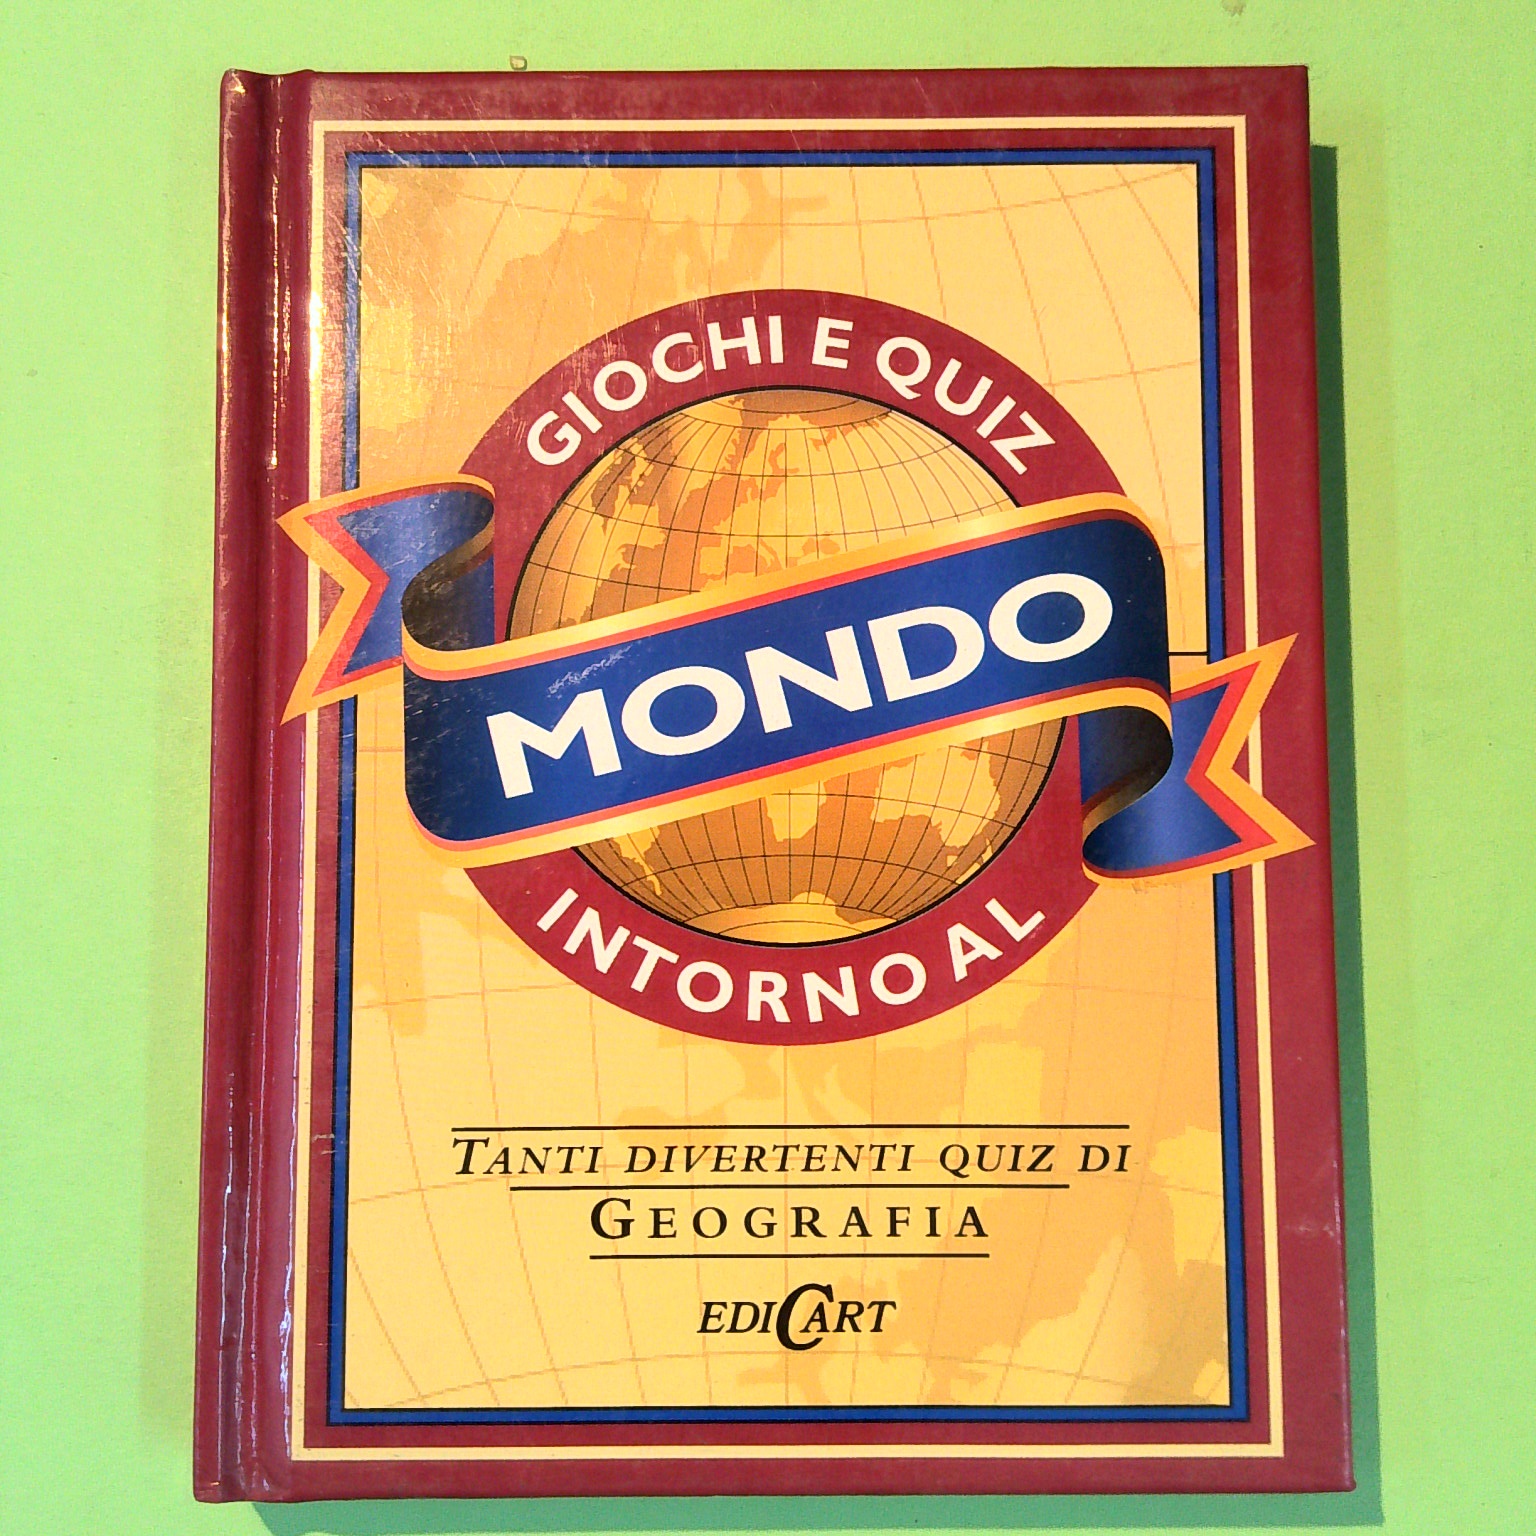 GIOCHI E QUIZ
MONDO
INTORNO AL
TANTI DIVERTENTI QUIZ DI
GEOGRAFIA
EDICART